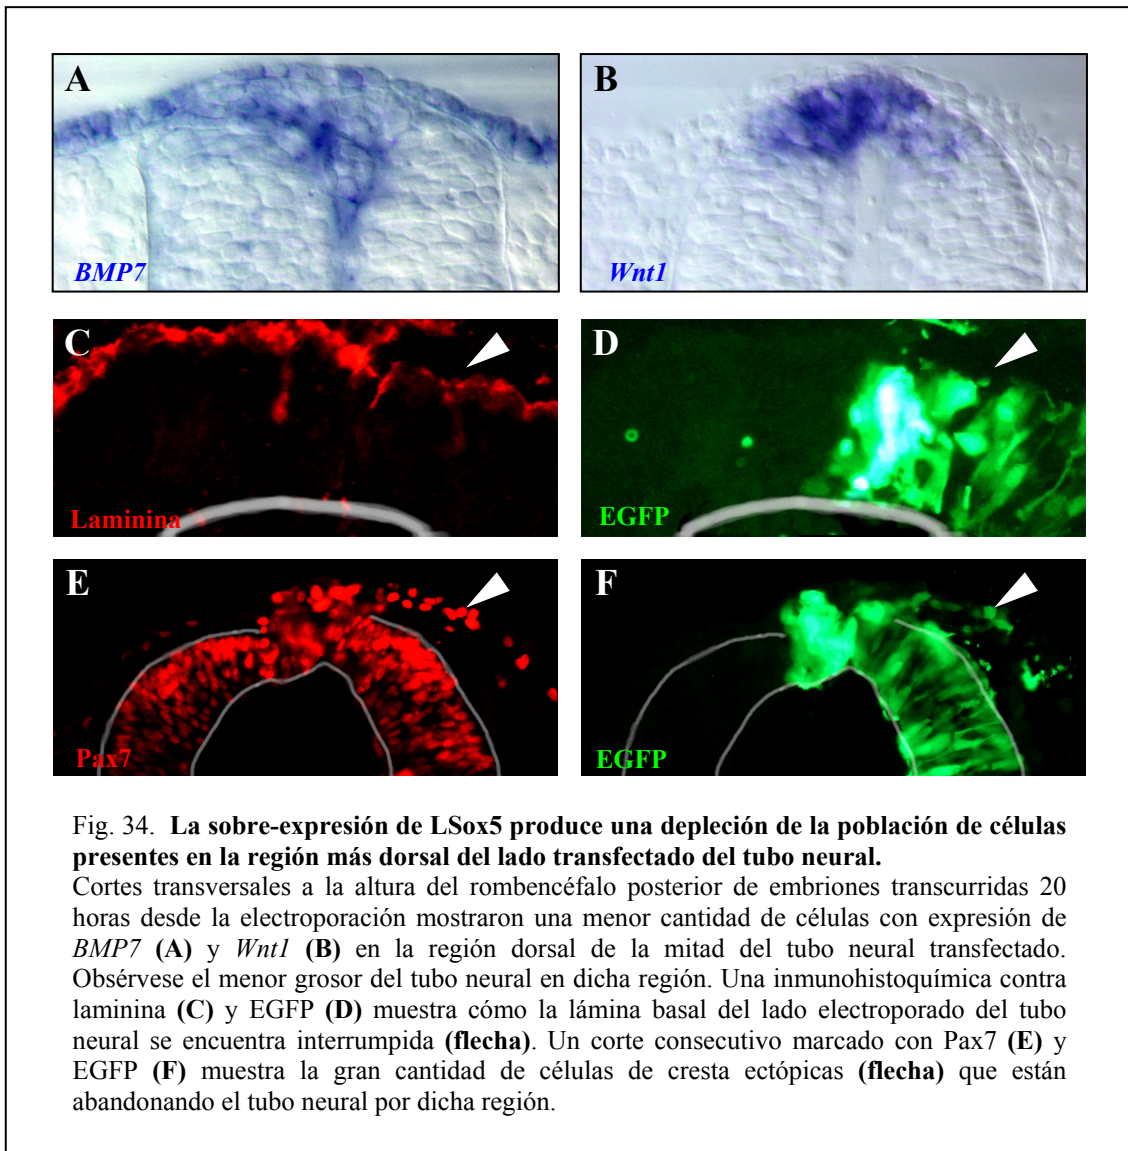 A
B
BMP7
Wnt1
C
D
Laminina
EGFP
E
F
Pax7
EGFP
Fig. 34. La sobre-expresión de LSox5 produce una depleción de la población de células
presentes en la región más dorsal del lado transfectado del tubo neural.
Cortes transversales a la altura del rombencéfalo posterior de embriones transcurridas 20
horas desde la electroporación mostraron una menor cantidad de células con expresión de
BMP7 (A) y Wnt1 (B) en la región dorsal de la mitad del tubo neural transfectado.
Obsérvese el menor grosor del tubo neural en dicha región. Una inmunohistoquímica contra
laminina (C) y EGFP (D) muestra cómo la lámina basal del lado electroporado del tubo
neural se encuentra interrumpida (flecha). Un corte consecutivo marcado con Pax7 (E) y
EGFP (F) muestra la gran cantidad de células de cresta ectópicas (flecha) que están
abandonando el tubo neural por dicha región.